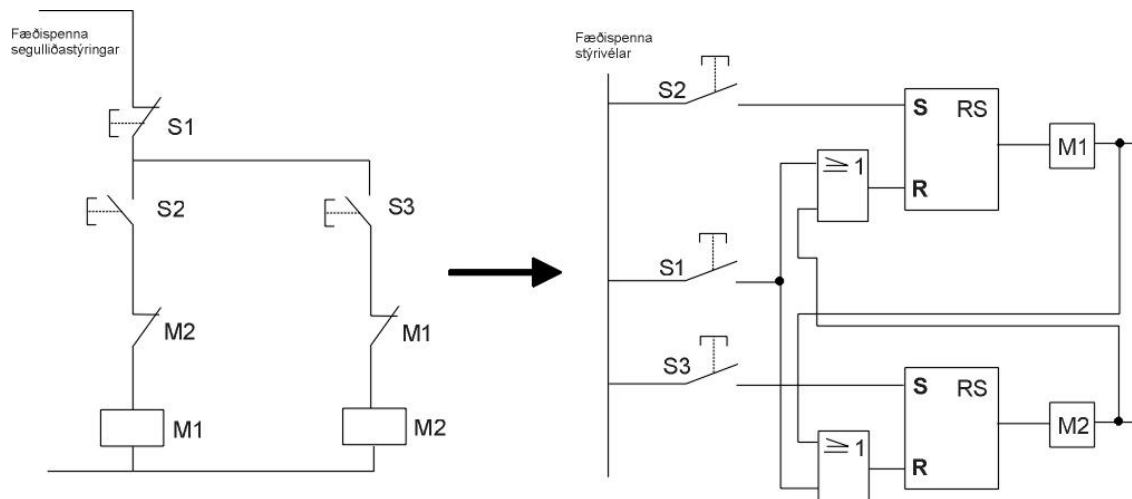 Fæðispenna
segulliðastýringar
S1
S2
S3
M2
M1
M1
M2
Fæðispenna
stýrivélar
S2
S RS
M1
≥ 1
R
S1
S3
S RS
M2
≥ 1
R